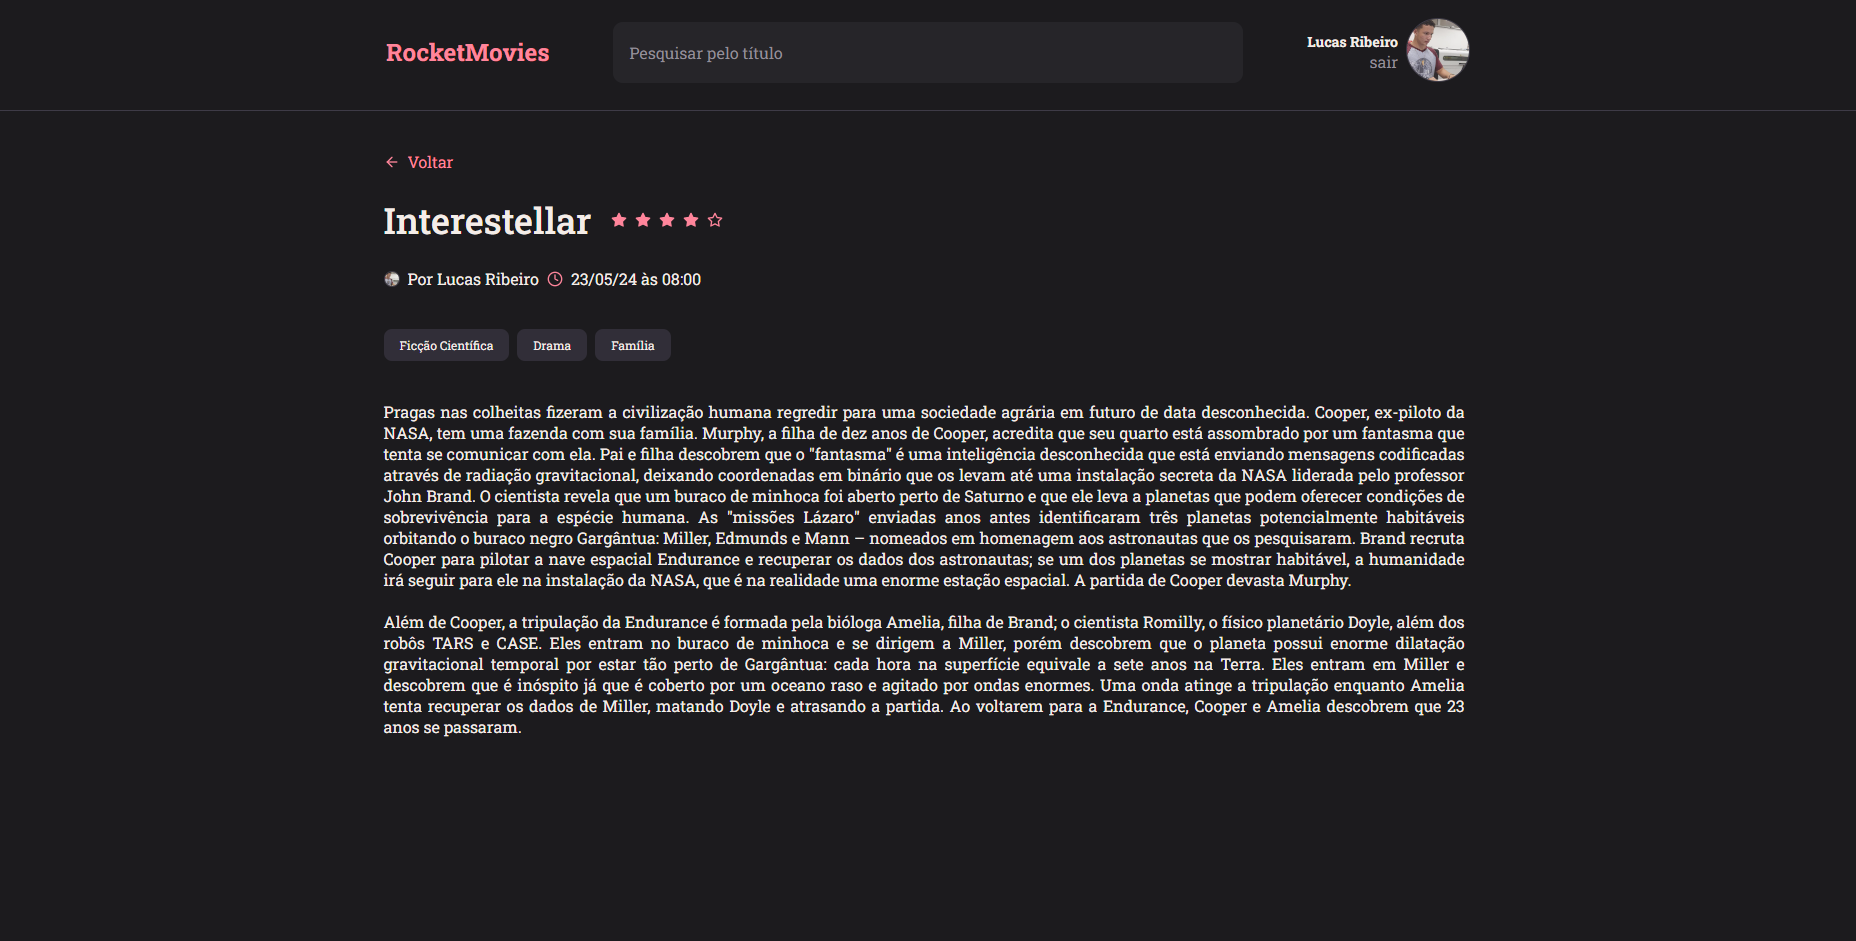 RocketMovies
Pesquisar pelo título
Lucas Ribeiro
sair
Voltar
Interestellar
Por Lucas Ribeiro 23/05/24 às 08:00
Ficção Científica Drama Família
Pragas nas colheitas fizeram a civilização humana regredir para uma sociedade agrária em futuro de data desconhecida. Cooper, ex-piloto da
NASA, tem uma fazenda com sua família. Murphy, a filha de dez anos de Cooper, acredita que seu quarto está assombrado por um fantasma que
tenta se comunicar com ela. Pai e filha descobrem que o "fantasma" é uma inteligência desconhecida que está enviando mensagens codificadas
através de radiação gravitacional, deixando coordenadas em binário que os levam até uma instalação secreta da NASA liderada pelo professor
John Brand. O cientista revela que um buraco de minhoca foi aberto perto de Saturno e que ele leva a planetas que podem oferecer condições de
sobrevivência para a espécie humana. As "missões Lázaro" enviadas anos antes identificaram três planetas potencialmente habitáveis
orbitando o buraco negro Gargântua: Miller, Edmunds e Mann – nomeados em homenagem aos astronautas que os pesquisaram. Brand recruta
Cooper para pilotar a nave espacial Endurance e recuperar os dados dos astronautas; se um dos planetas se mostrar habitável, a humanidade
irá seguir para ele na instalação da NASA, que é na realidade uma enorme estação espacial. A partida de Cooper devasta Murphy.
Além de Cooper, a tripulação da Endurance é formada pela bióloga Amelia, filha de Brand; o cientista Romilly, o físico planetário Doyle, além dos
robôs TARS e CASE. Eles entram no buraco de minhoca e se dirigem a Miller, porém descobrem que o planeta possui enorme dilatação
gravitacional temporal por estar tão perto de Gargântua: cada hora na superfície equivale a sete anos na Terra. Eles entram em Miller e
descobrem que é inóspito já que é coberto por um oceano raso e agitado por ondas enormes. Uma onda atinge a tripulação enquanto Amelia
tenta recuperar os dados de Miller, matando Doyle e atrasando a partida. Ao voltarem para a Endurance, Cooper e Amelia descobrem que 23
anos se passaram.